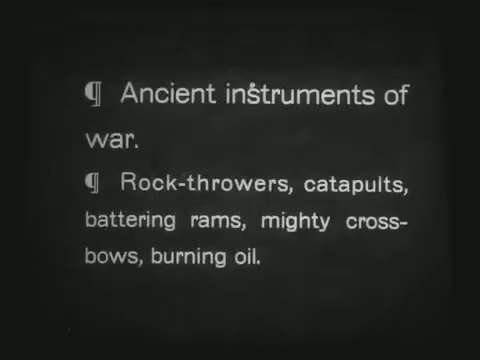 ¶ Ancient instruments of
war.
¶ Rock-throwers, catapults,
battering rams, mighty cross-
bows, burning oil.